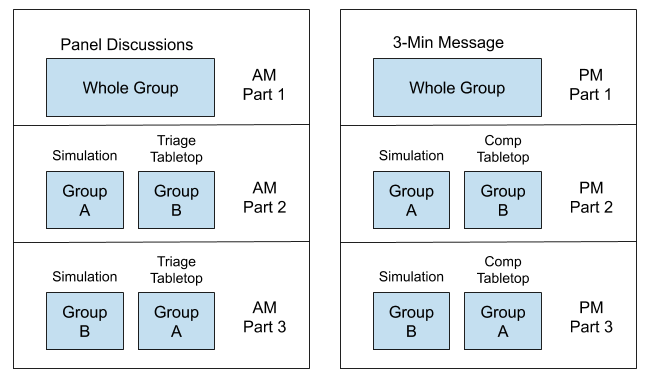 Panel Discussions
Whole Group
AM
Part 1
Simulation
Triage
Tabletop
Group
A
Group
B
AM
Part 2
Simulation
Triage
Tabletop
Group
B
Group
A
AM
Part 3
3-Min Message
Whole Group
PM
Part 1
Simulation
Comp
Tabletop
Group
A
Group
B
PM
Part 2
Simulation
Comp
Tabletop
Group
B
Group
A
PM
Part 3